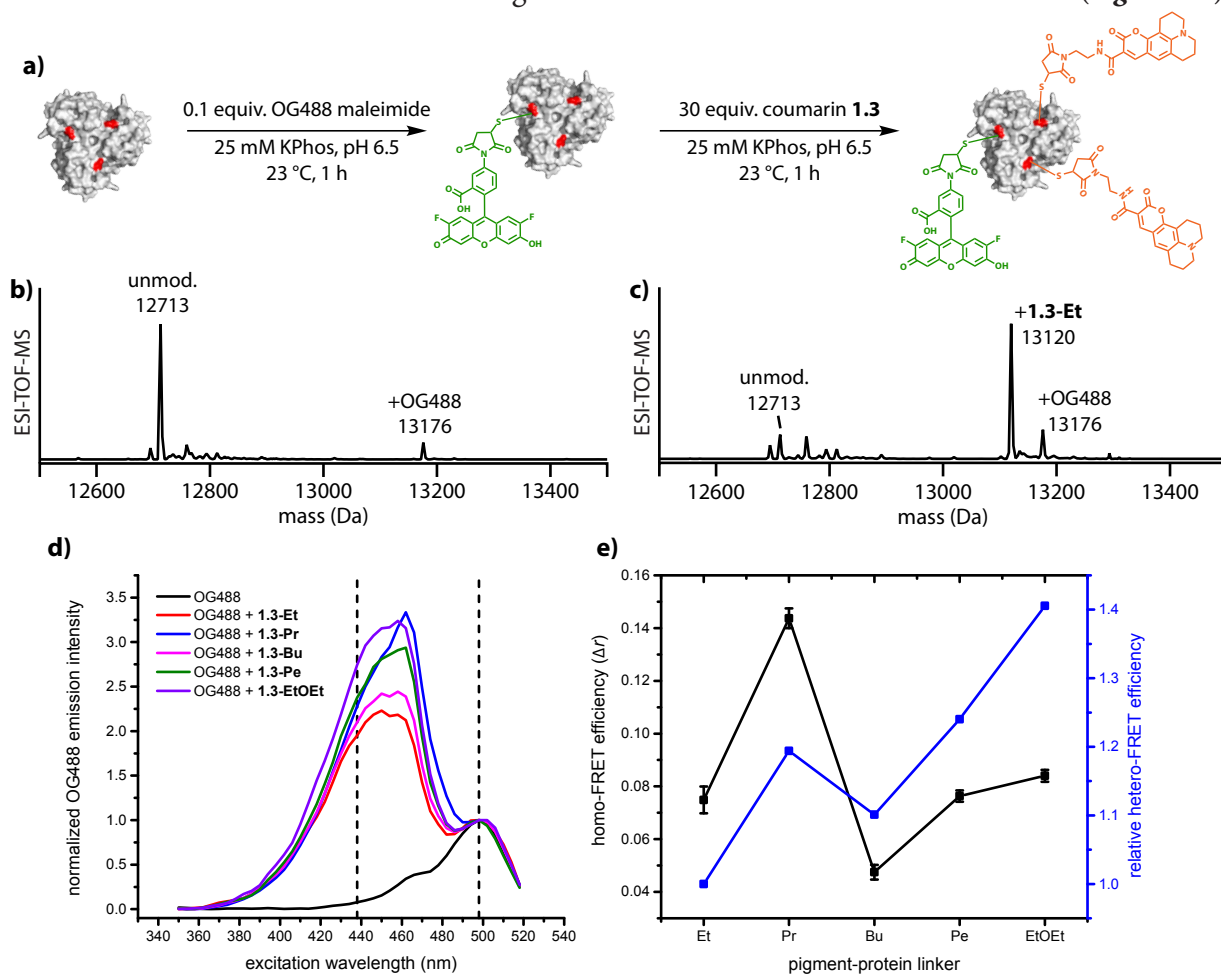 a)
0.1 equiv. OG488 maleimide
25 mM KPhos, pH 6.5
23 °C, 1 h
30 equiv. coumarin 1.3
25 mM KPhos, pH 6.5
23 °C, 1 h
b)
ESI-TOF-MS
unmod.
12713
+OG488
13176
12600 12800 13000 13200 13400
mass (Da)
c)
ESI-TOF-MS
unmod.
12713
+1.3-Et
13120
+OG488
13176
12600 12800 13000 13200 13400
mass (Da)
d)
normalized OG488 emission intensity
3.5
3.0
2.5
2.0
1.5
1.0
0.5
0.0
OG488
OG488 + 1.3-Et
OG488 + 1.3-Pr
OG488 + 1.3-Bu
OG488 + 1.3-Pe
OG488 + 1.3-EtOEt
340 360 380 400 420 440 460 480 500 520 540
excitation wavelength (nm)
e)
homo-FRET efficiency (Δr)
0.16
0.14
0.12
0.10
0.08
0.06
0.04
relative hetero-FRET efficiency
1.4
1.3
1.2
1.1
1.0
Et Pr Bu Pe EtOEt
pigment-protein linker